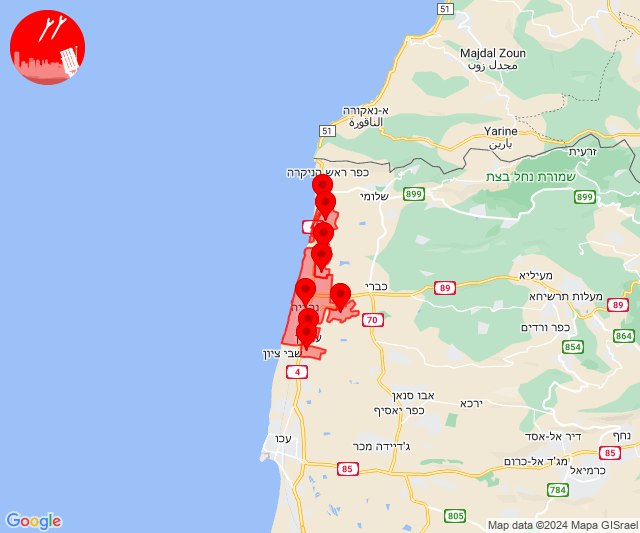 51
Majdal Zoun
مجدل زون
א-נאקורה
الناقورة
51
Yarine
يارين
זרעית
כפר ראש הניקרה
שמורת נחל בצת
899
שלומי
899
4
מעיליא
כברי
89
מעלות תרשיחא
89
נהריה
70
כפר ורדים
864
854
שבי ציון
4
אבו סנאן
ירכא
כפר יאסיף
עכו
ג'דיידה מכר
דיר אל-אסד
נחף
85
מג'ד אל-כרום
85
כרמיאל
784
805
Google
Map data ©2024 Mapa GISrael